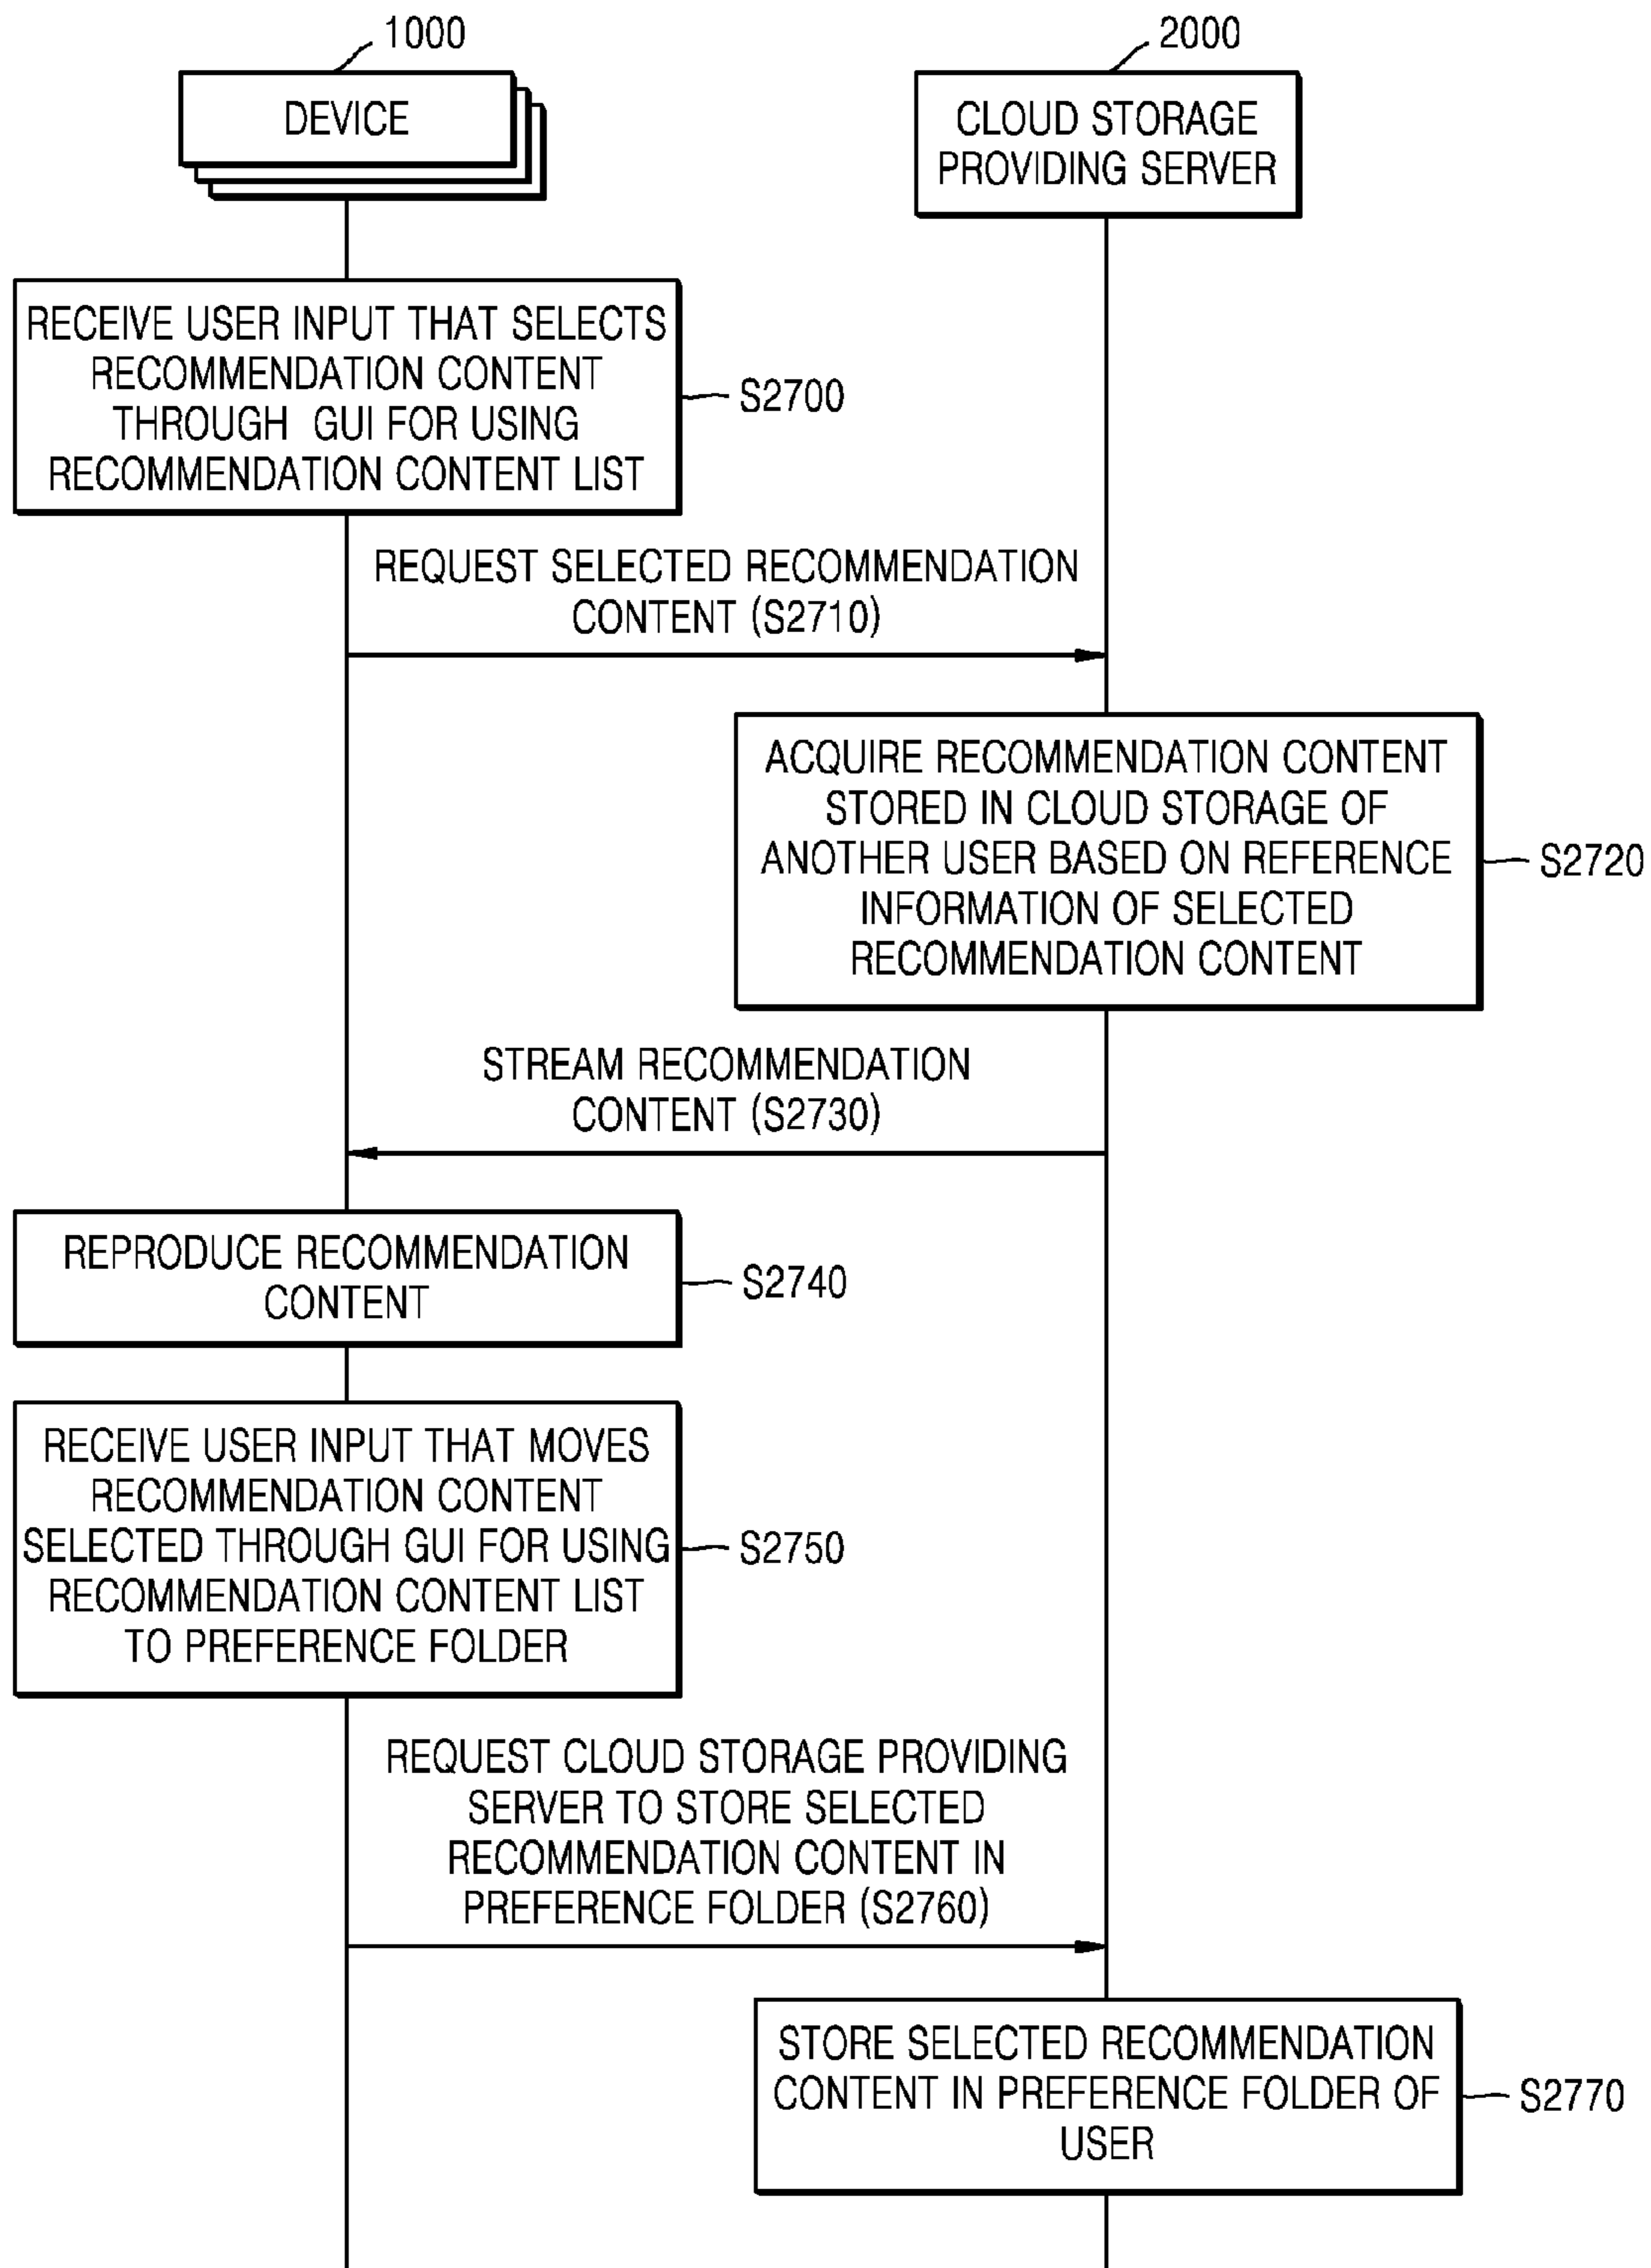 1000
DEVICE
2000
CLOUD STORAGE
PROVIDING SERVER
RECEIVE USER INPUT THAT SELECTS
RECOMMENDATION CONTENT
THROUGH GUI FOR USING
RECOMMENDATION CONTENT LIST
S2700
REQUEST SELECTED RECOMMENDATION
CONTENT (S2710)
ACQUIRE RECOMMENDATION CONTENT
STORED IN CLOUD STORAGE OF
ANOTHER USER BASED ON REFERENCE
INFORMATION OF SELECTED
RECOMMENDATION CONTENT
S2720
STREAM RECOMMENDATION
CONTENT (S2730)
REPRODUCE RECOMMENDATION
CONTENT
S2740
RECEIVE USER INPUT THAT MOVES
RECOMMENDATION CONTENT
SELECTED THROUGH GUI FOR USING
RECOMMENDATION CONTENT LIST
TO PREFERENCE FOLDER
S2750
REQUEST CLOUD STORAGE PROVIDING
SERVER TO STORE SELECTED
RECOMMENDATION CONTENT IN
PREFERENCE FOLDER (S2760)
STORE SELECTED RECOMMENDATION
CONTENT IN PREFERENCE FOLDER OF
USER
S2770